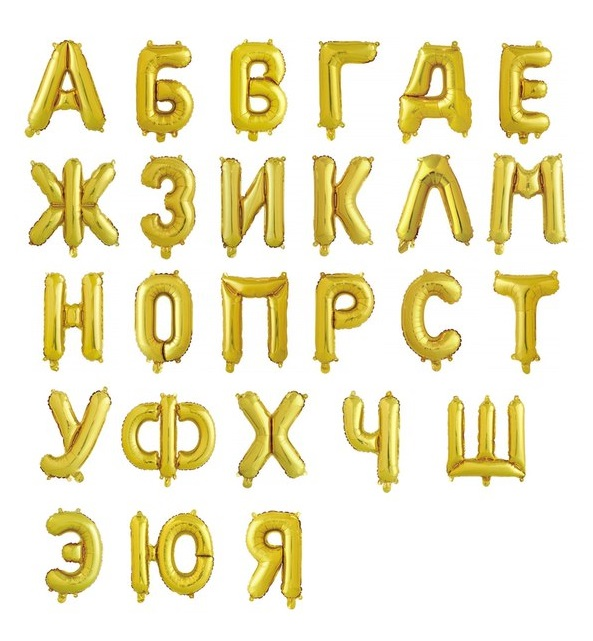 А Б В Г Д Е
Ж З И К Л М
Н О П Р С Т
У Ф Х Ч Ш
Э Ю Я